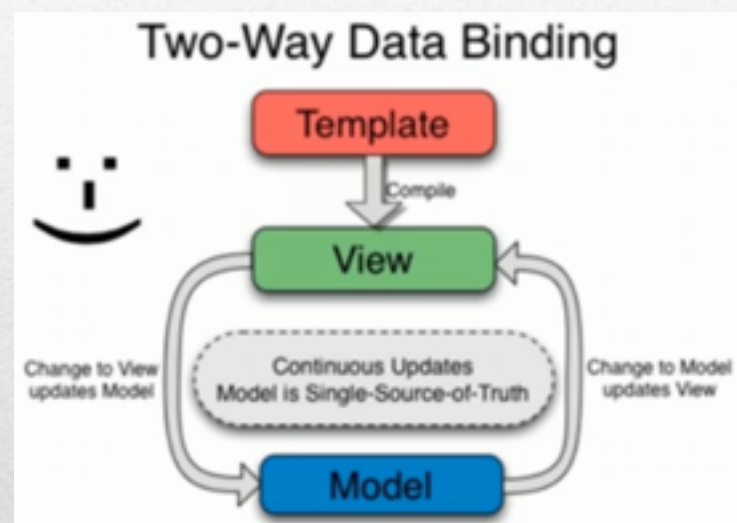 Two-Way Data Binding
Template
Compile
View
Change to View
updates Model
Continuous Updates
Model is Single-Source-of-Truth
Change to Model
updates View
Model